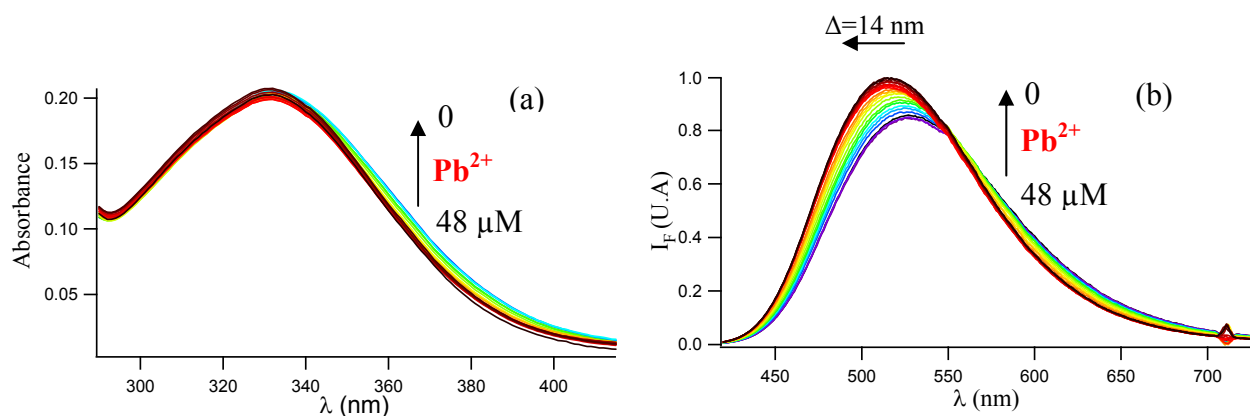 (a)
0
Pb²⁺
48 µM
Absorbance
0.20
0.15
0.10
0.05
300
320
340
360
380
400
λ (nm)
Δ=14 nm
(b)
0
Pb²⁺
48 µM
I_F (U.A)
1.0
0.8
0.6
0.4
0.2
0.0
450
500
550
600
650
700
λ (nm)